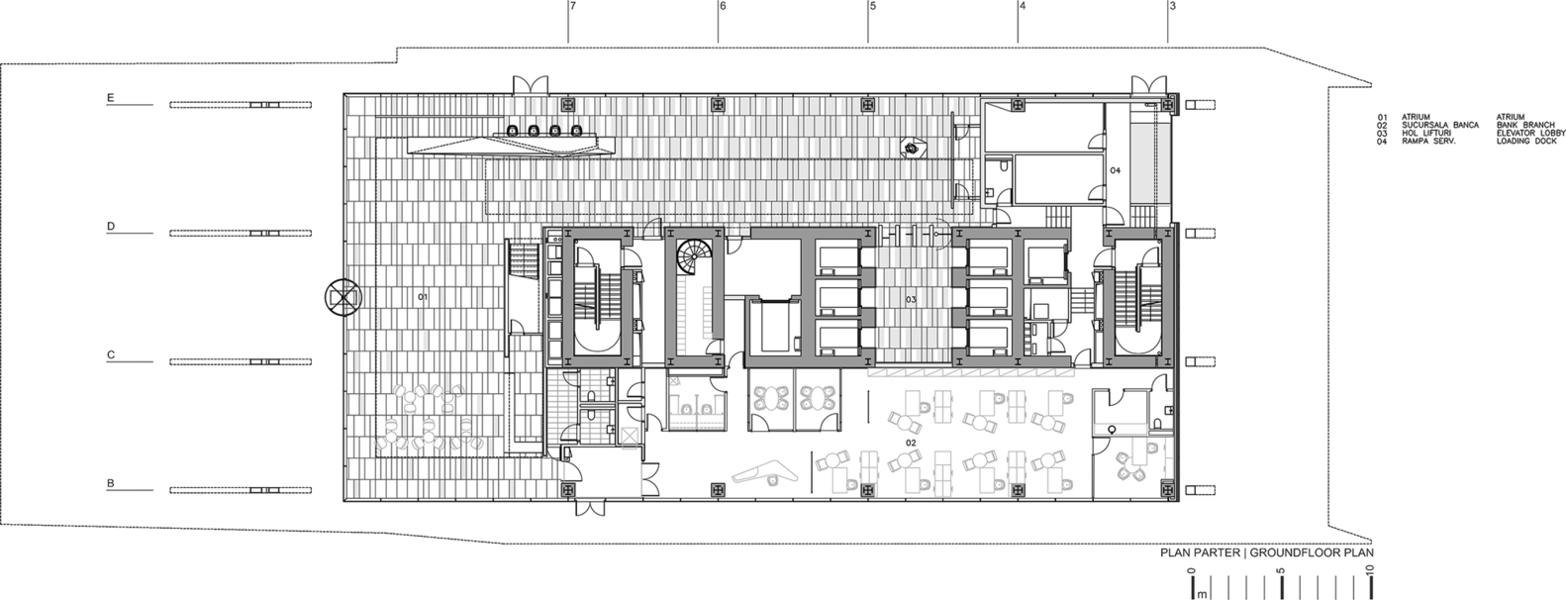 7 6 5 4 3
E
01 ATRIUM ATRIUM
02 SUCURSALA BANCA BANK BRANCH
03 HOL LIFTURI ELEVATOR LOBBY
04 RAMPA SERV. LOADING DOCK
04
D
01
03
C
02
B
PLAN PARTER | GROUNDFLOOR PLAN
0 m 5 10